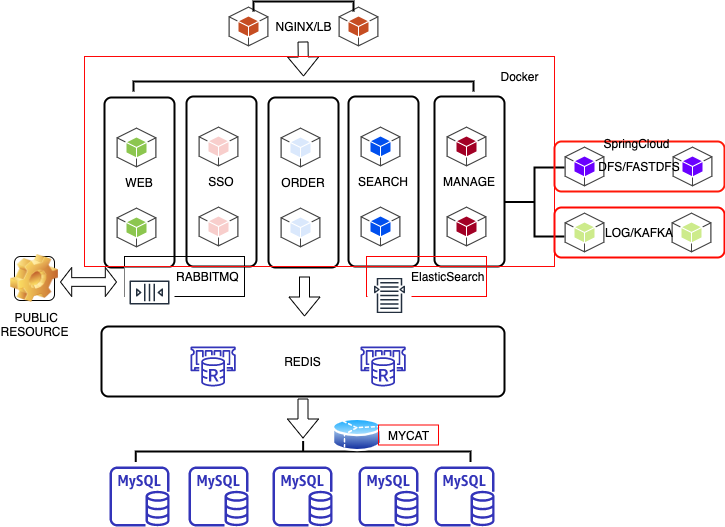 NGINX/LB
Docker
SpringCloud
WEB
SSO
ORDER
SEARCH
MANAGE
DFS/FASTDFS
LOG/KAFKA
RABBITMQ
ElasticSearch
PUBLIC
RESOURCE
REDIS
R
R
MYCAT
MySQL
MySQL
MySQL
MySQL
MySQL